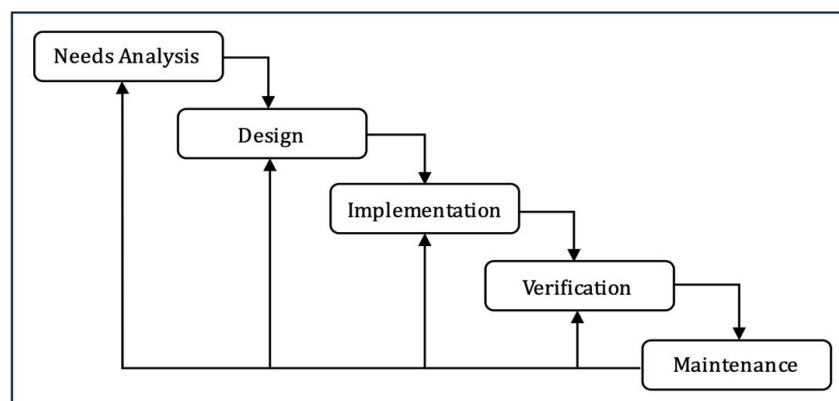 Needs Analysis
Design
Implementation
Verification
Maintenance